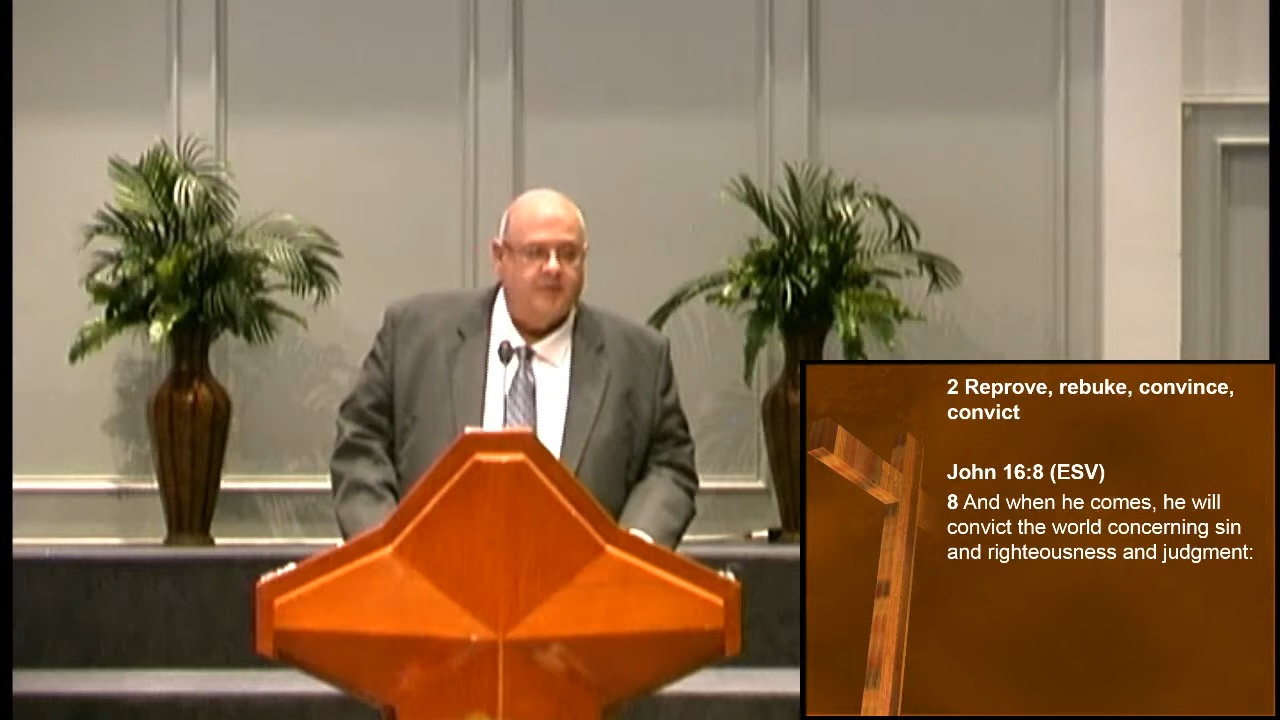 2 Reprove, rebuke, convince,
convict
John 16:8 (ESV)
8 And when he comes, he will
convict the world concerning sin
and righteousness and judgment: